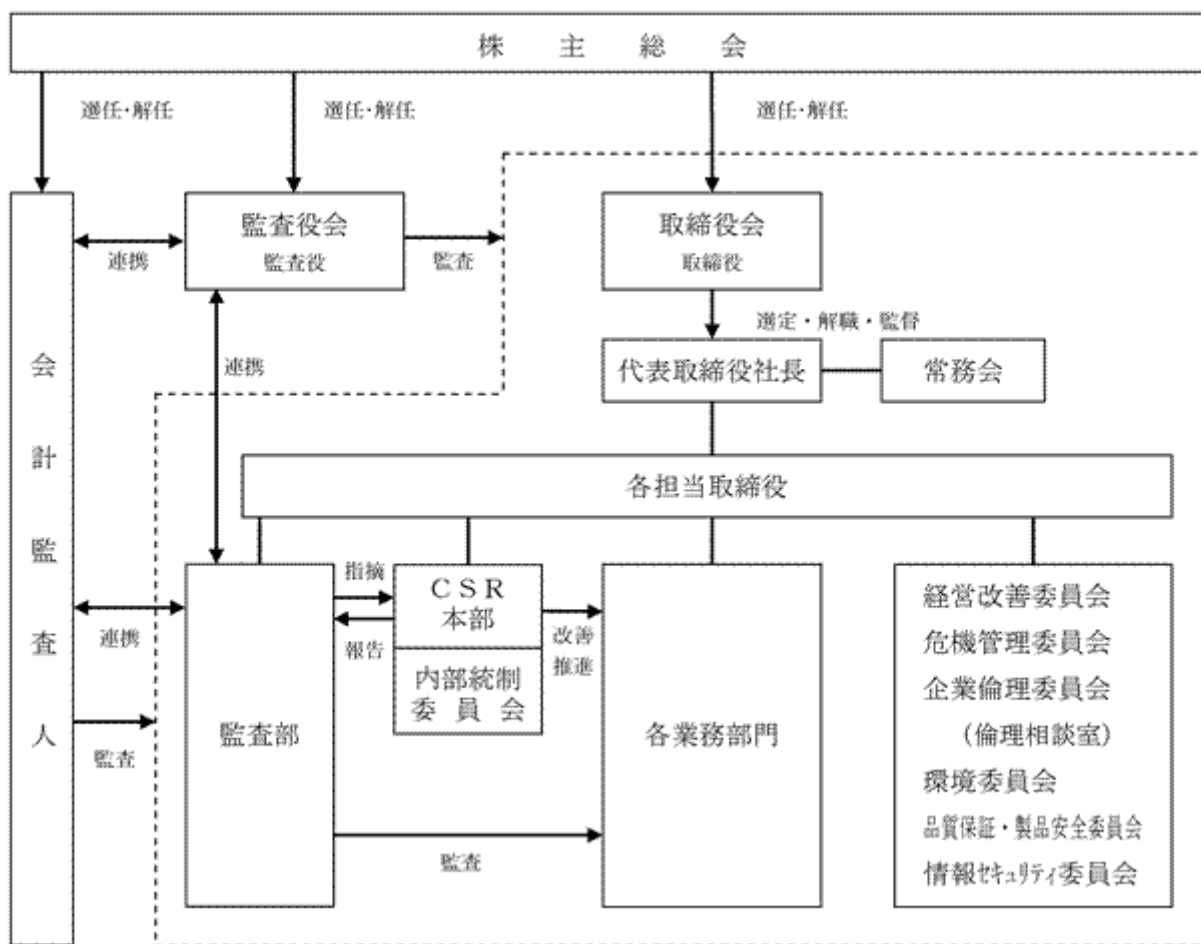 株主総会
選任・解任
選任・解任
選任・解任
監査役会
監査役
取締役会
取締役
連携
監査
選定・解職・監督
代表取締役社長
常務会
連携
会計監査人
各担当取締役
監査部
指摘
報告
CSR
本部
内部統制
委員会
改善
推進
各業務部門
経営改善委員会
危機管理委員会
企業倫理委員会
(倫理相談室)
環境委員会
品質保証・製品安全委員会
情報セキュリティ委員会
連携
監査
監査